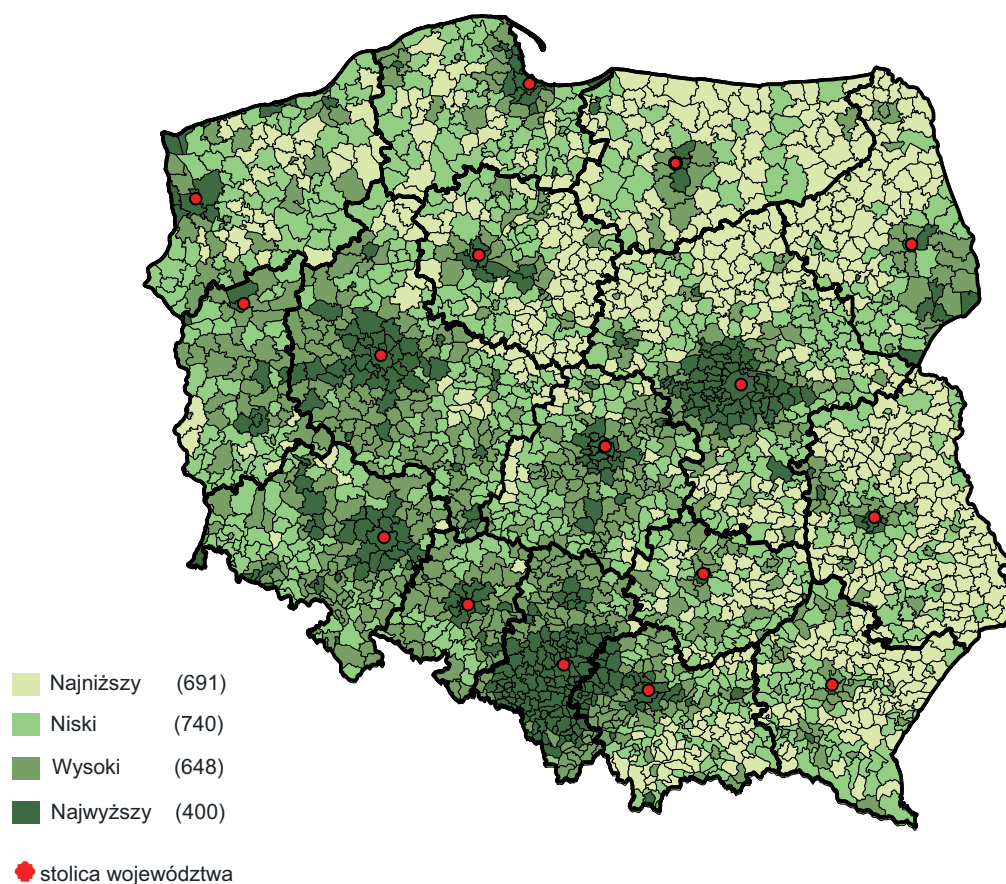 Najniższy (691)
Niski (740)
Wysoki (648)
Najwyższy (400)
stolica województwa